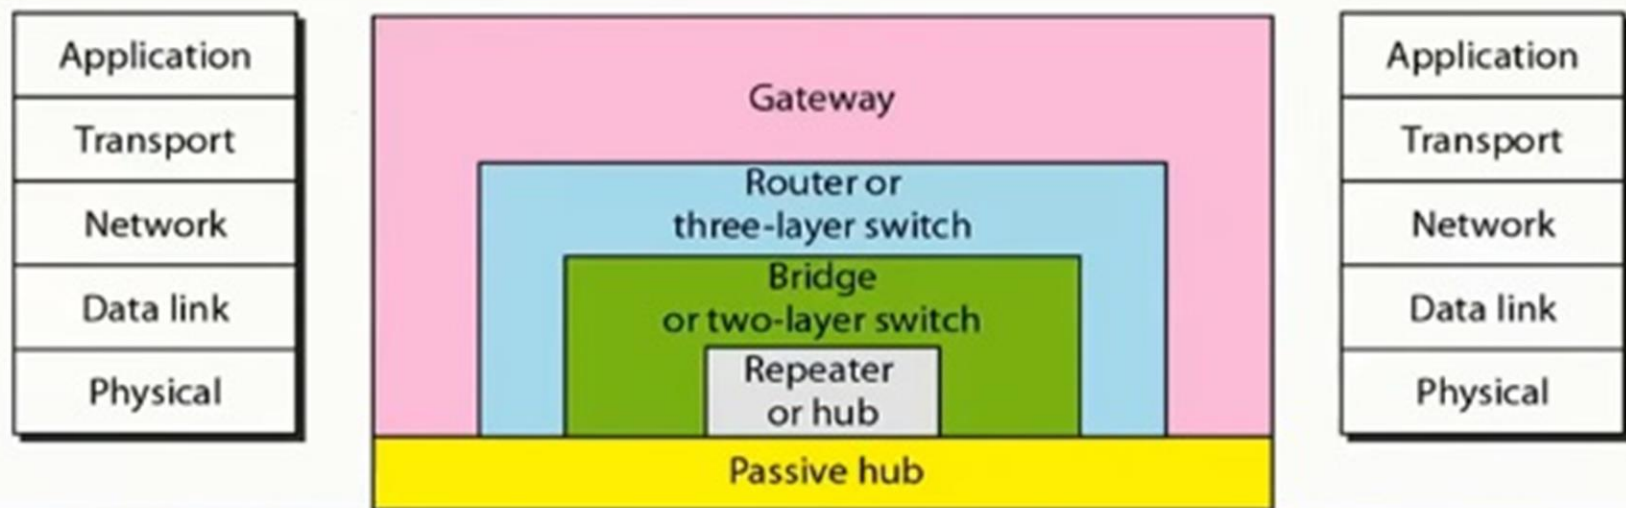 Application
Transport
Network
Data link
Physical
Gateway
Router or
three-layer switch
Bridge
or two-layer switch
Repeater
or hub
Passive hub
Application
Transport
Network
Data link
Physical